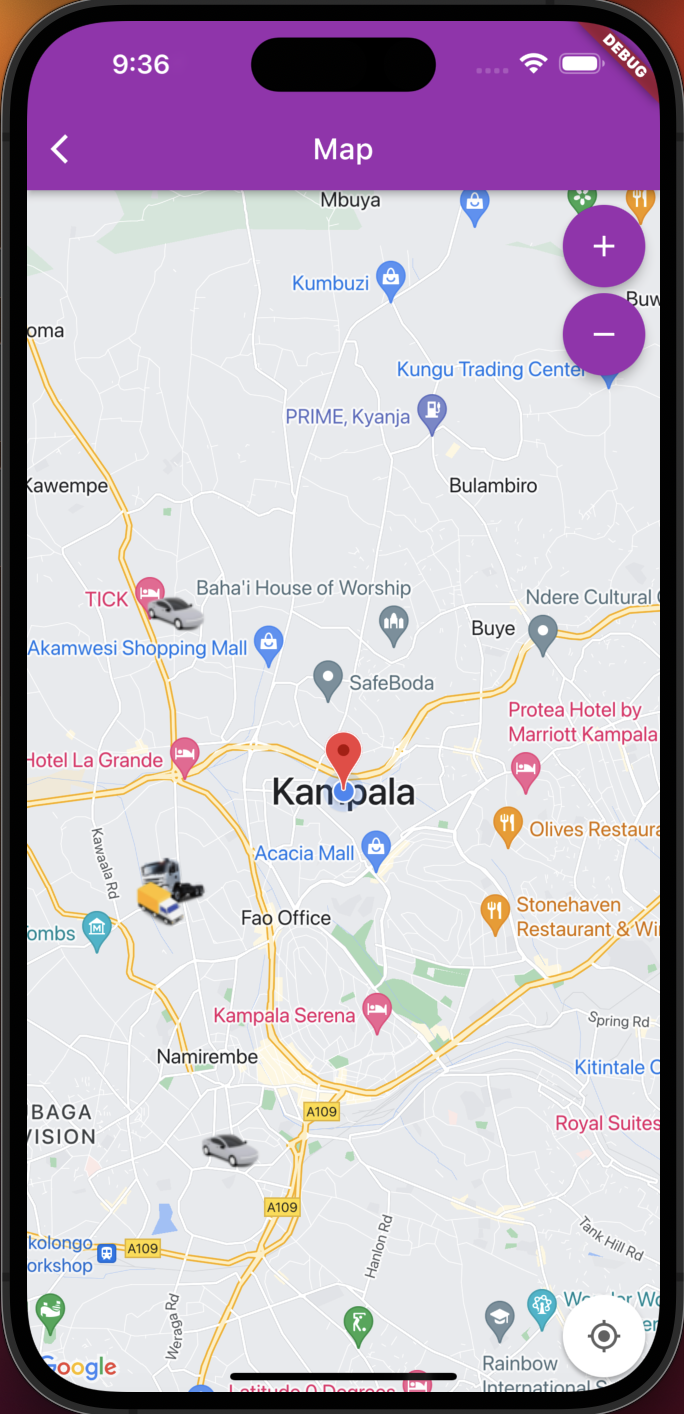 9:36
DEBUG
Map
Mbuya
Kumbuzi
+
Buw
−
oma
Kungu Trading Center
PRIME, Kyanja
Kawempe
Bulambiro
TICK
Baha'i House of Worship
Ndere Cultural
Akamwesi Shopping Mall
Buye
SafeBoda
Protea Hotel by
Marriott Kampala
Hotel La Grande
Kampala
Kawaala Rd
Acacia Mall
Olives Restaura
ombs
Fao Office
Stonehaven
Restaurant & Wi
Kampala Serena
Spring Rd
Namirembe
Kitintale C
BAGA
VISION
A109
Royal Suites
A109
kolongo
orkshop
A109
Hanlon Rd
Tank Hill Rd
Weraga Rd
Google
Rainbow
International S
Latitude 0 Degrees